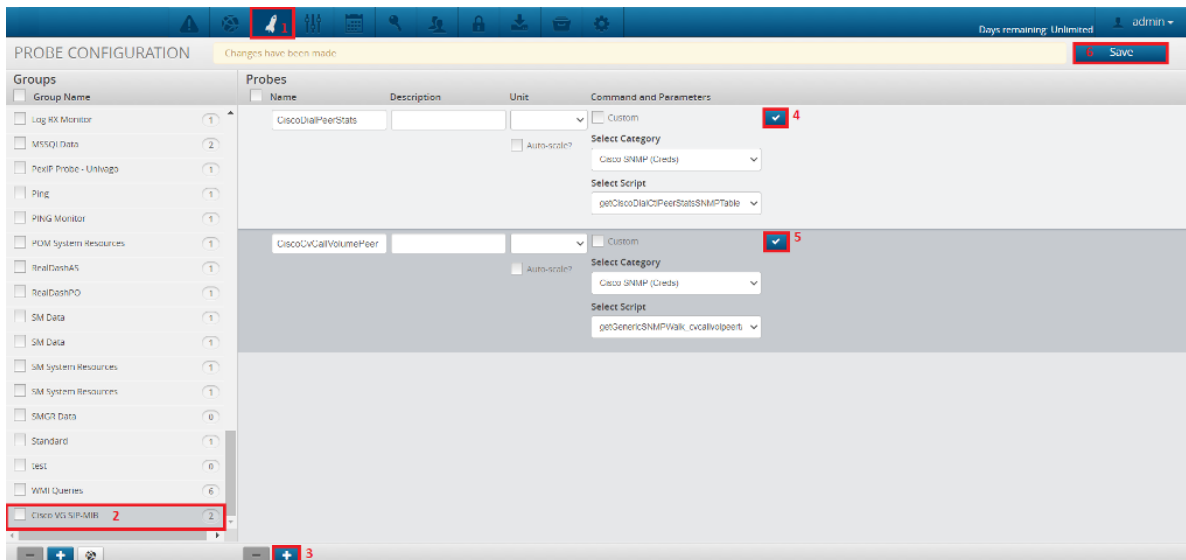 1
Days remaining: Unlimited
admin
PROBE CONFIGURATION
Changes have been made
6 Save
Groups
Group Name
Log RX Monitor 1
MSSQLData 2
PexIP Probe - Univago 1
Ping 1
PING Monitor 1
POM System Resources 1
RealDashAS 1
RealDashPO 1
SM Data 1
SM Data 1
SM System Resources 1
SM System Resources 1
SMGR Data 0
Standard 1
test 0
WMI Queries 6
Cisco VG SIP-MIB 2 2
Probes
Name Description Unit Command and Parameters
CiscoDialPeerStats
Auto-scale?
Custom
4
Select Category
Cisco SNMP (Creds)
Select Script
getCiscoDialCtlPeerStatsSNMPTable
CiscoCvCallVolumePeer
Auto-scale?
Custom
5
Select Category
Cisco SNMP (Creds)
Select Script
3